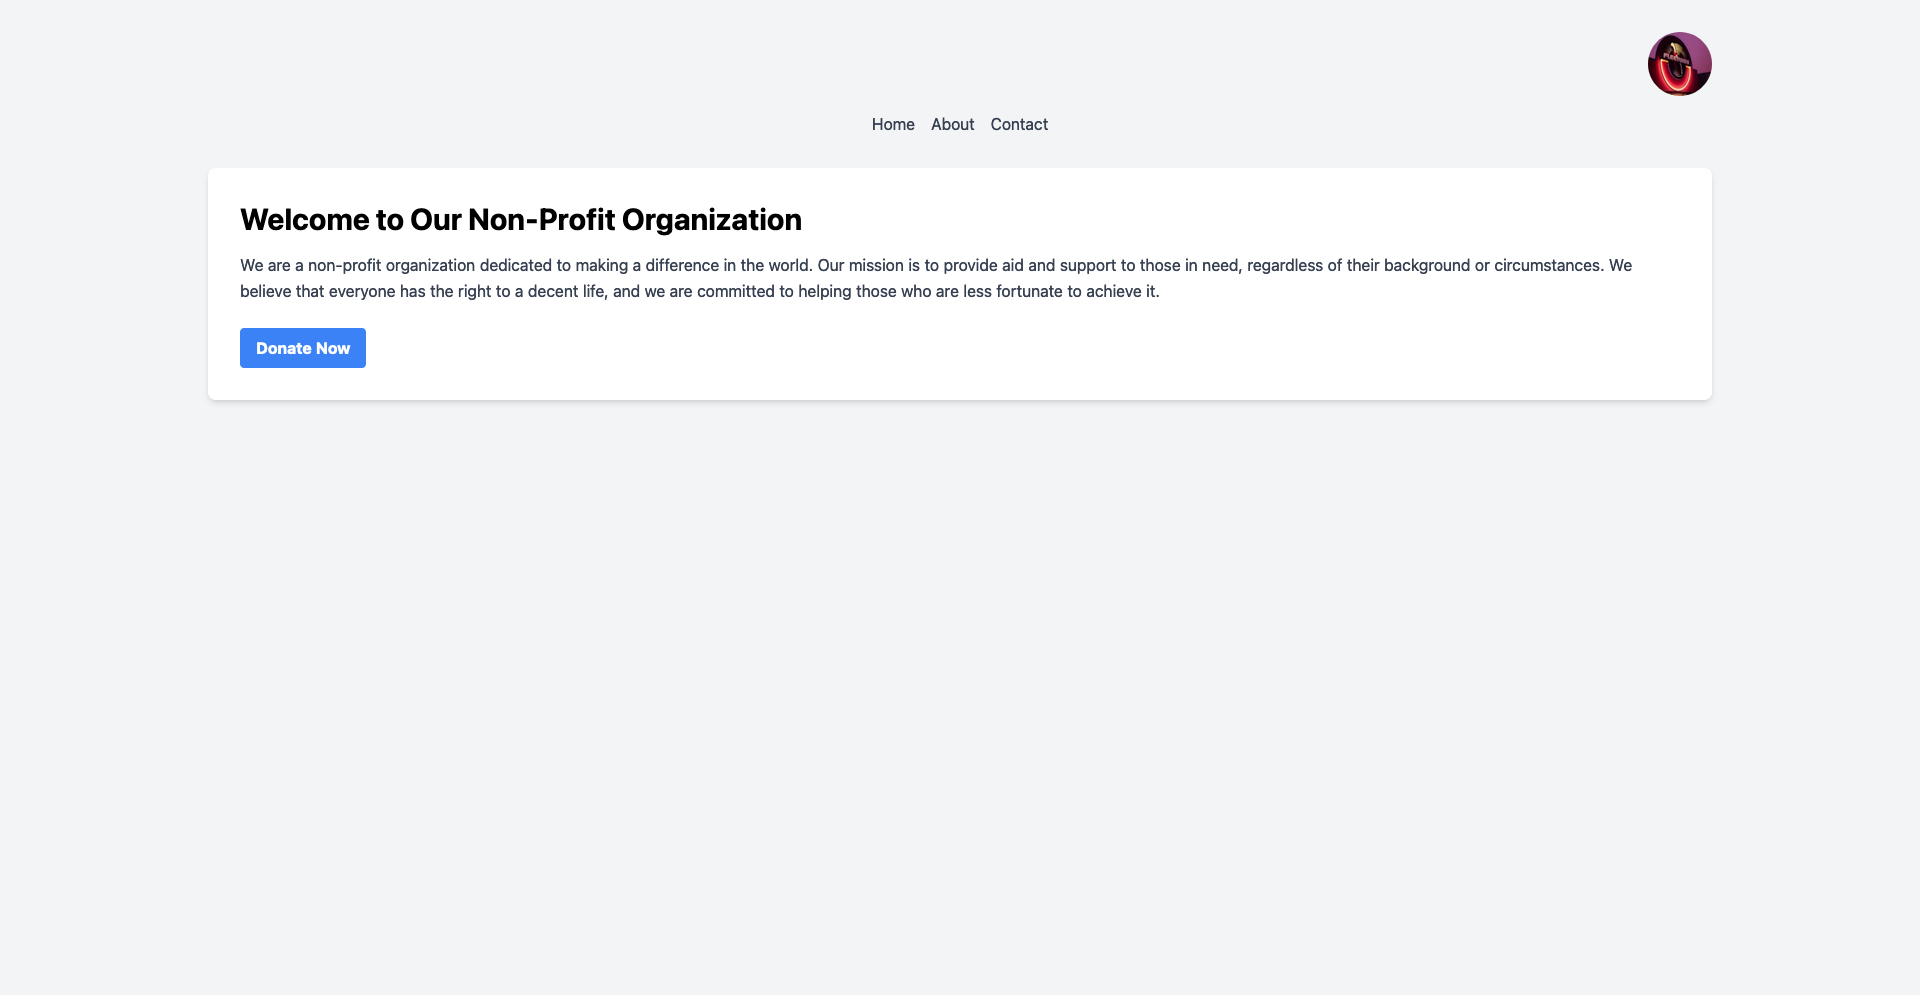 Home About Contact
Welcome to Our Non-Profit Organization
We are a non-profit organization dedicated to making a difference in the world. Our mission is to provide aid and support to those in need, regardless of their background or circumstances. We
believe that everyone has the right to a decent life, and we are committed to helping those who are less fortunate to achieve it.
Donate Now